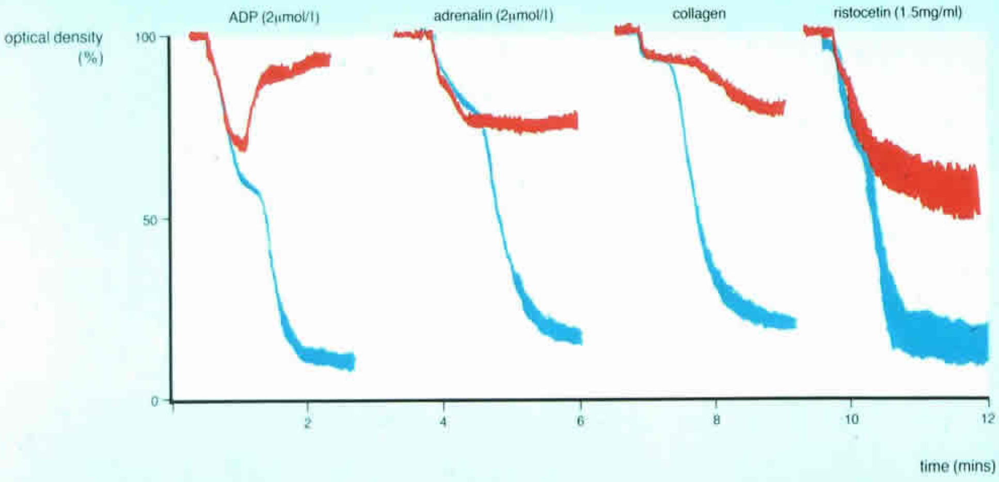 ADP (2μmol/l) adrenalin (2μmol/l) collagen ristocetin (1.5mg/ml)
optical density
(%)
100
50
0
2 4 6 8 10 12
time (mins)